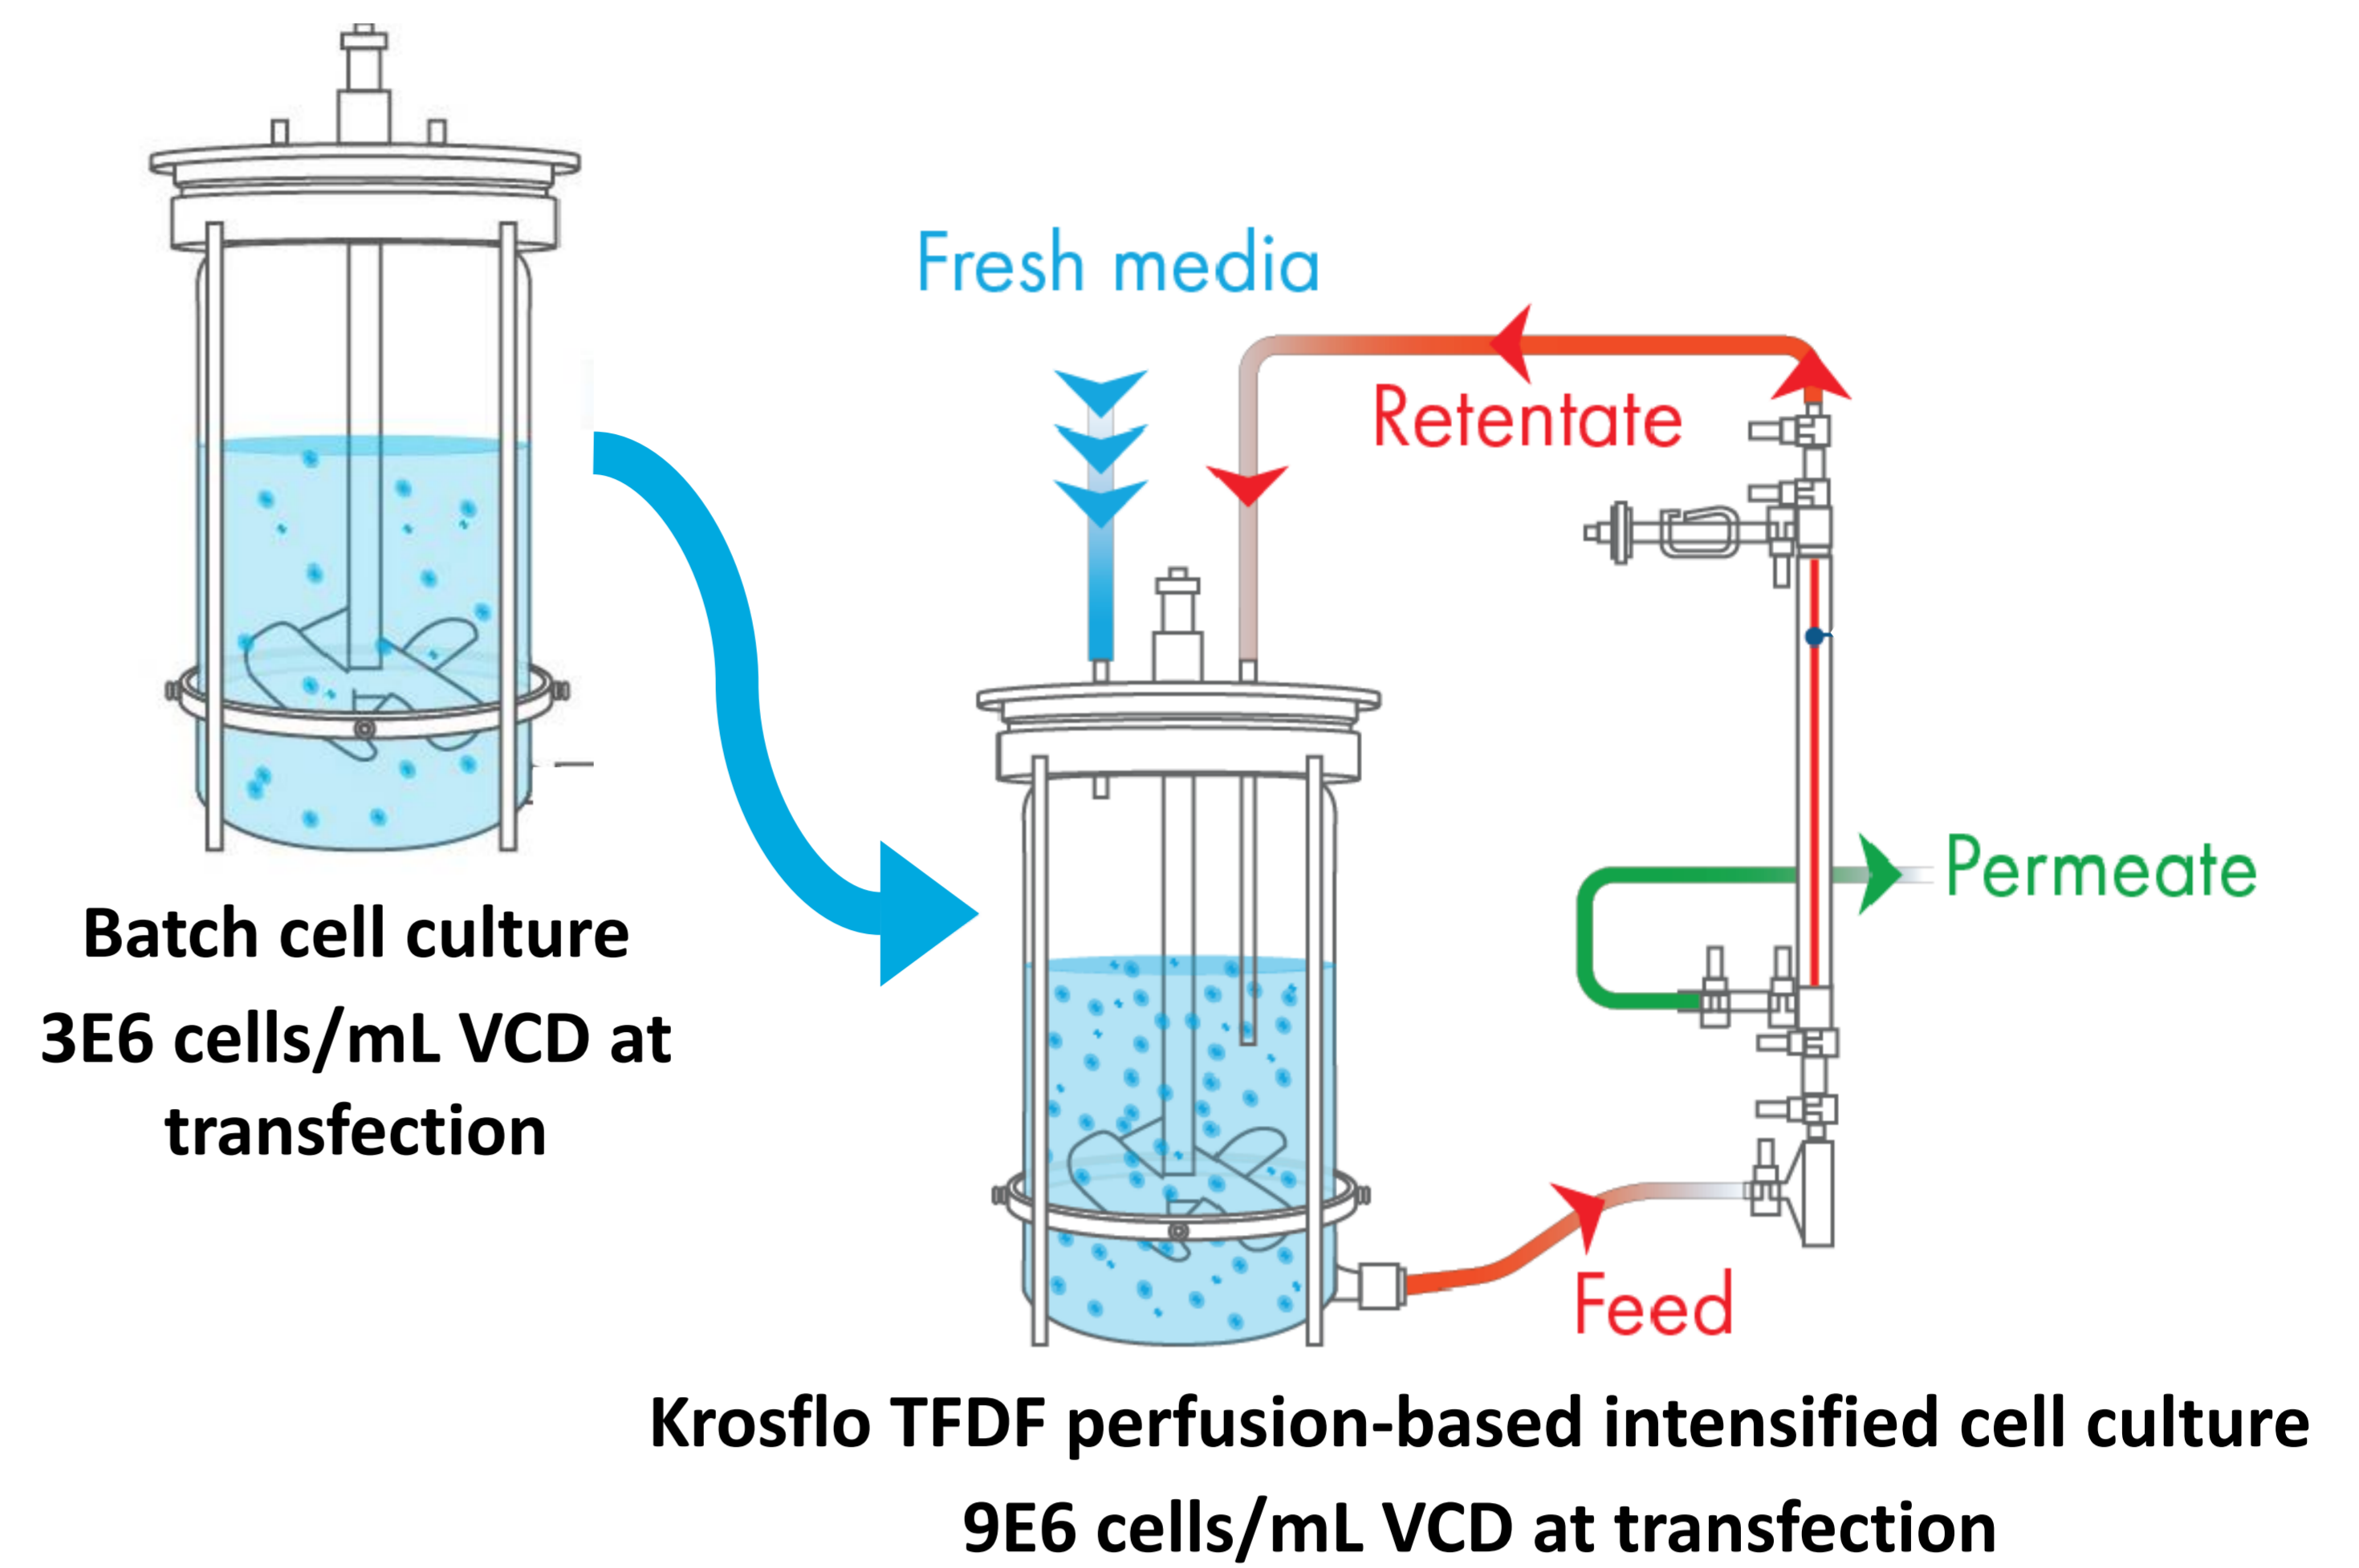 Fresh media
Retentate
Permeate
Batch cell culture
3E6 cells/mL VCD at
transfection
Feed
Krosflo TFDF perfusion-based intensified cell culture
9E6 cells/mL VCD at transfection